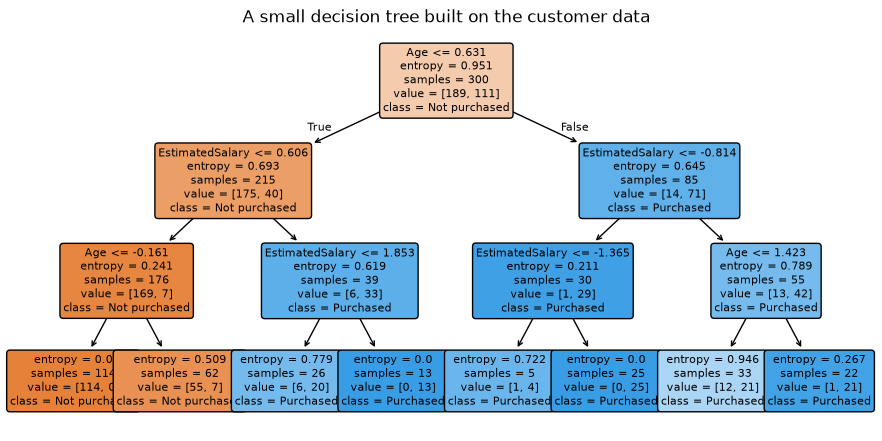 A small decision tree built on the customer data
Age <= 0.631
entropy = 0.951
samples = 300
value = [189, 111]
class = Not purchased
True
False
EstimatedSalary <= 0.606
entropy = 0.693
samples = 215
value = [175, 40]
class = Not purchased
EstimatedSalary <= -0.814
entropy = 0.645
samples = 85
value = [14, 71]
class = Purchased
Age <= -0.161
entropy = 0.241
samples = 176
value = [169, 7]
class = Not purchased
EstimatedSalary <= 1.853
entropy = 0.619
samples = 39
value = [6, 33]
class = Purchased
EstimatedSalary <= -1.365
entropy = 0.211
samples = 30
value = [1, 29]
class = Purchased
Age <= 1.423
entropy = 0.789
samples = 55
value = [13, 42]
class = Purchased
entropy = 0.0
samples = 114
value = [114,
class = Not
entropy = 0.509
samples = 62
value = [55, 7]
class = Not
entropy = 0.779
samples = 26
value = [6, 20]
class = Purchased
entropy = 0.0
samples = 13
value = [0, 13]
class = Purchased
entropy = 0.722
samples = 5
value = [1, 4]
class = Purchased
entropy = 0.0
samples = 25
value = [0, 25]
class = Purchased
entropy = 0.946
samples = 33
value = [12, 21]
class = Purchased
entropy = 0.267
samples = 22
value = [1, 21]
class = Purchased